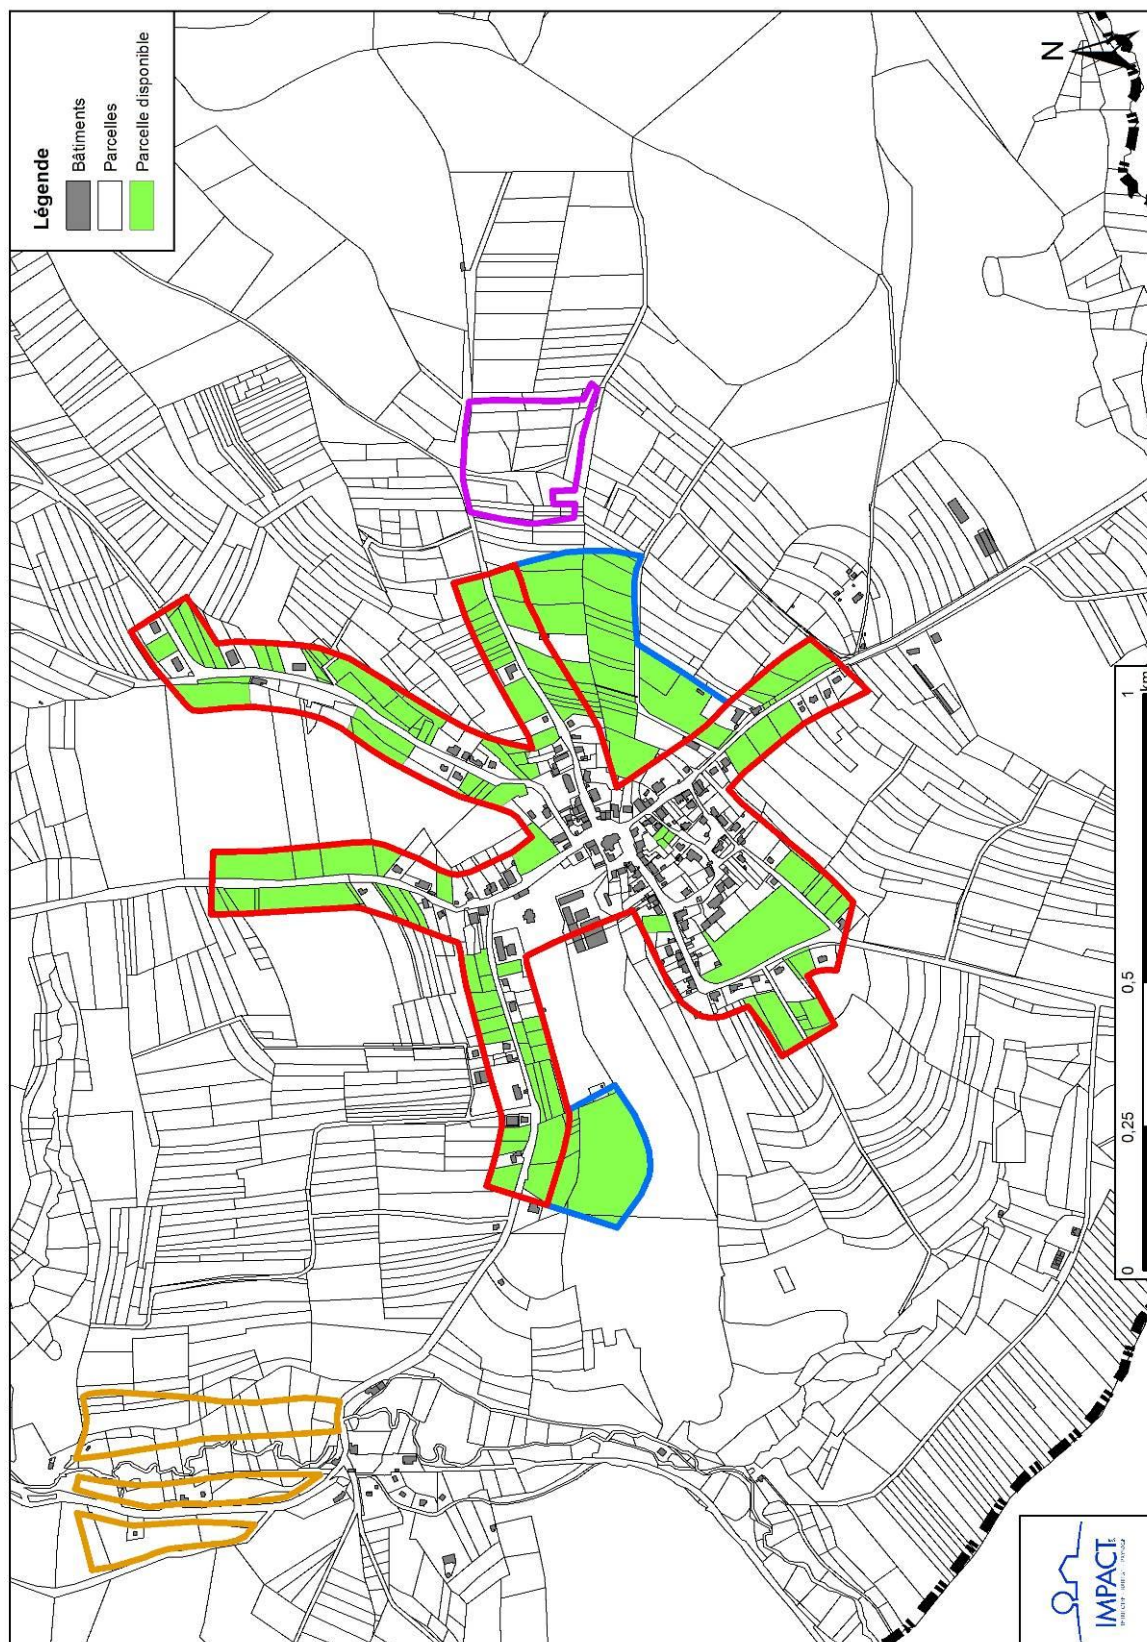 Légende
Bâtiments
Parcelles
Parcelle disponible
N
0
0,25
0,5
1
km
IMPACT